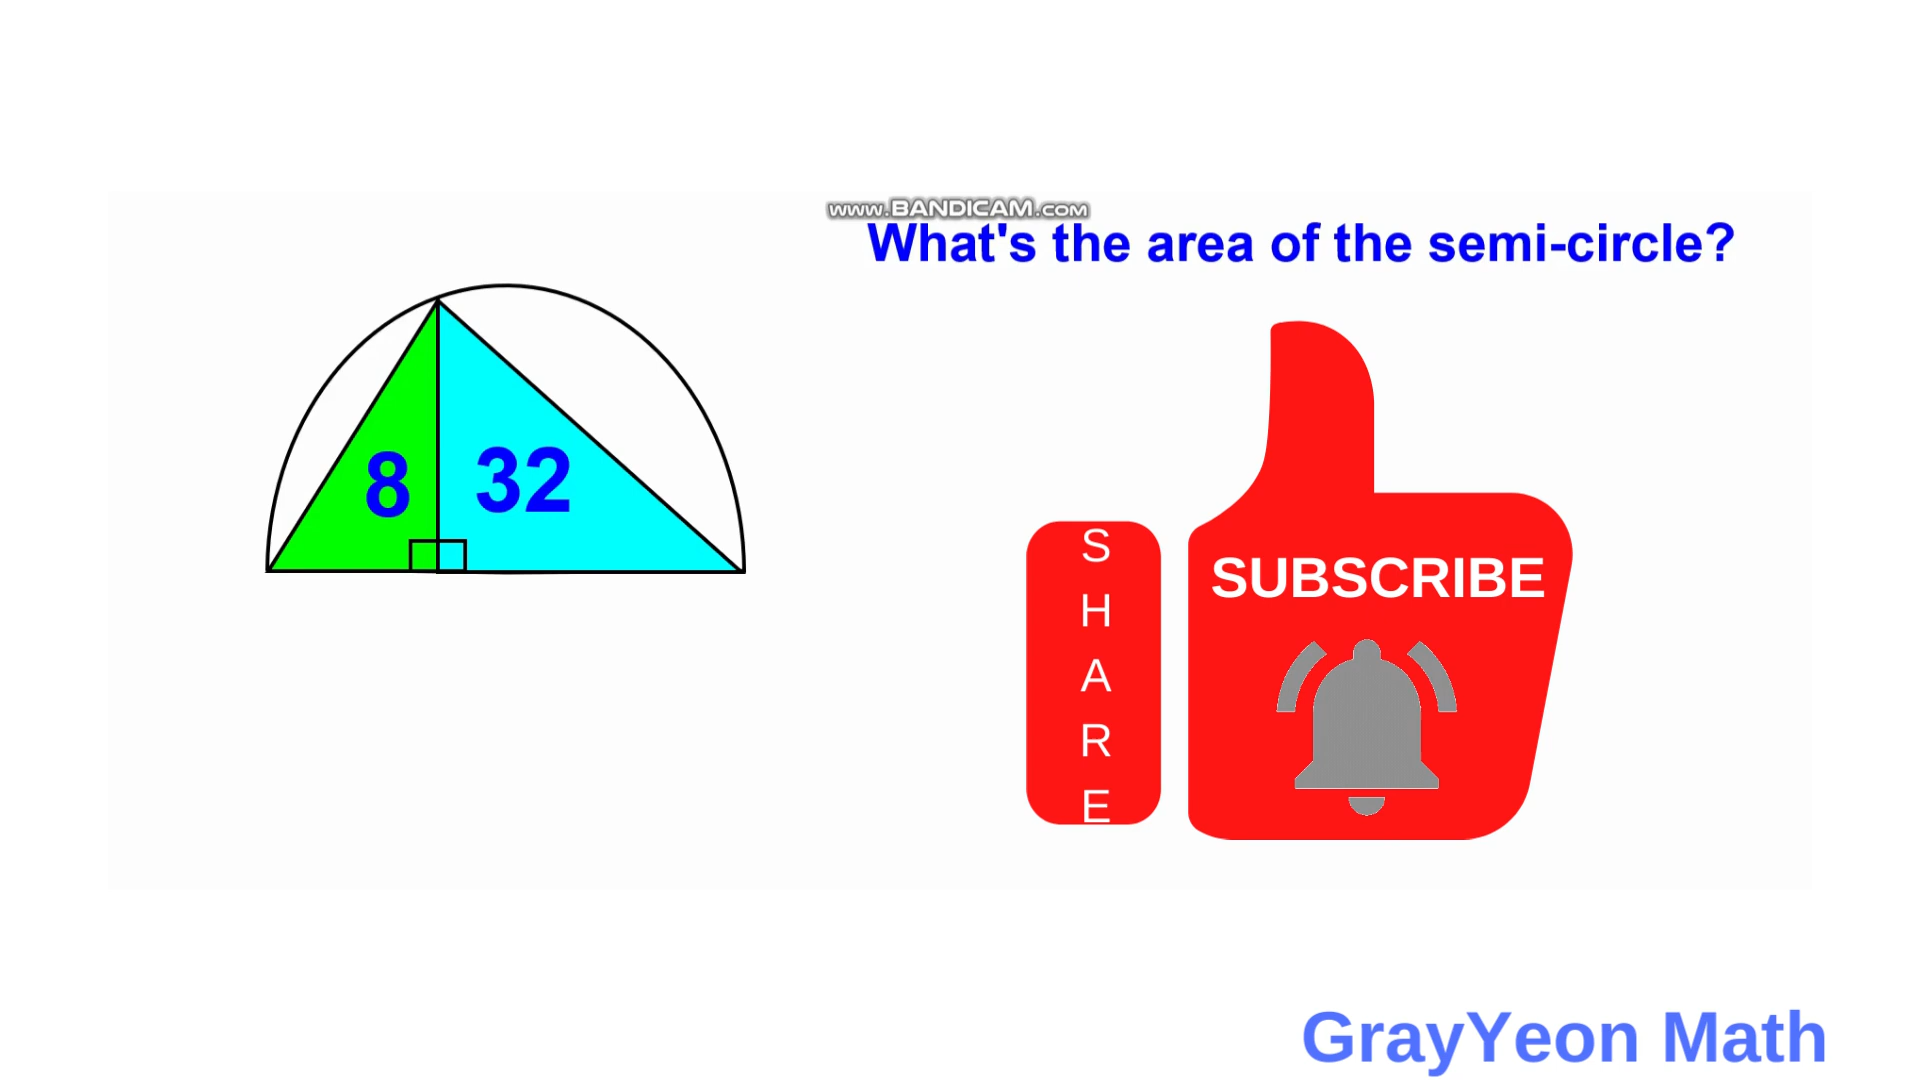 www.BANDICAM.com
What's the area of the semi-circle?
8
32
S
H
A
R
E
SUBSCRIBE
GrayYeon Math